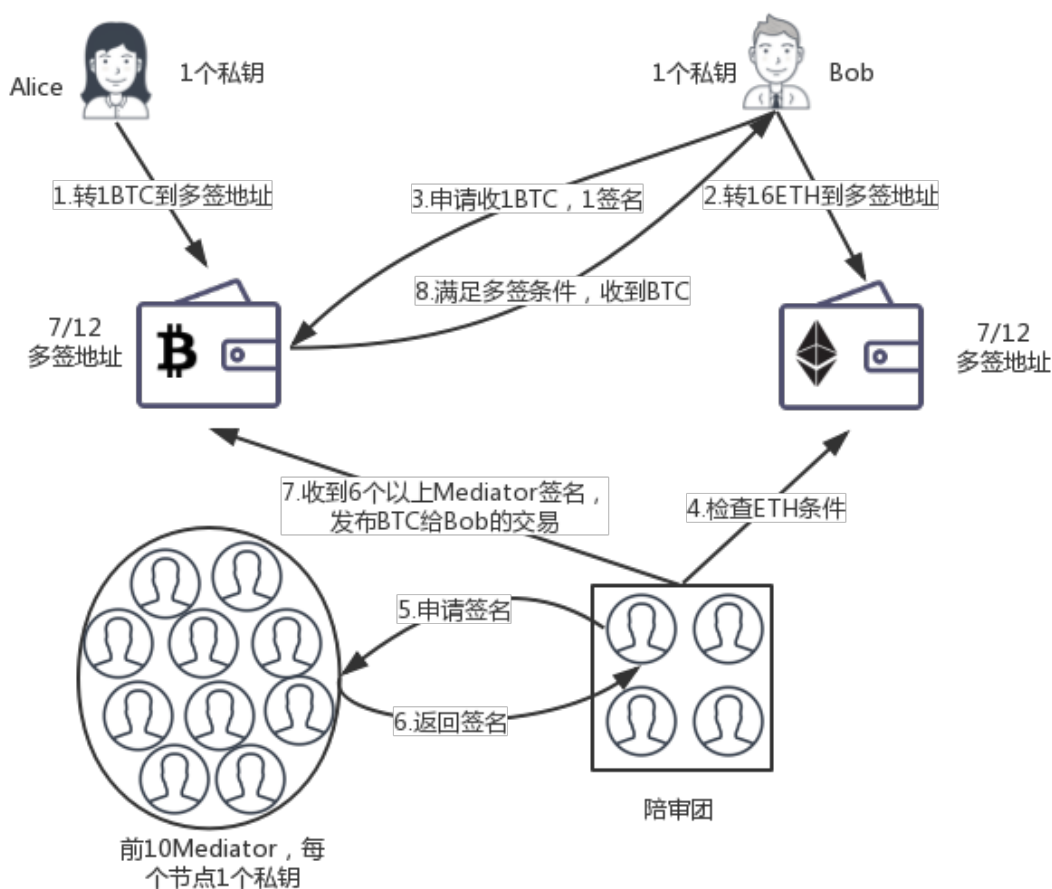 Alice
1个私钥
1个私钥
Bob
1.转1BTC到多签地址
3.申请收1BTC，1签名
2.转16ETH到多签地址
8.满足多签条件，收到BTC
7/12
多签地址
7/12
多签地址
7.收到6个以上Mediator签名，
发布BTC给Bob的交易
4.检查ETH条件
5.申请签名
6.返回签名
陪审团
前10Mediator，每
个节点1个私钥